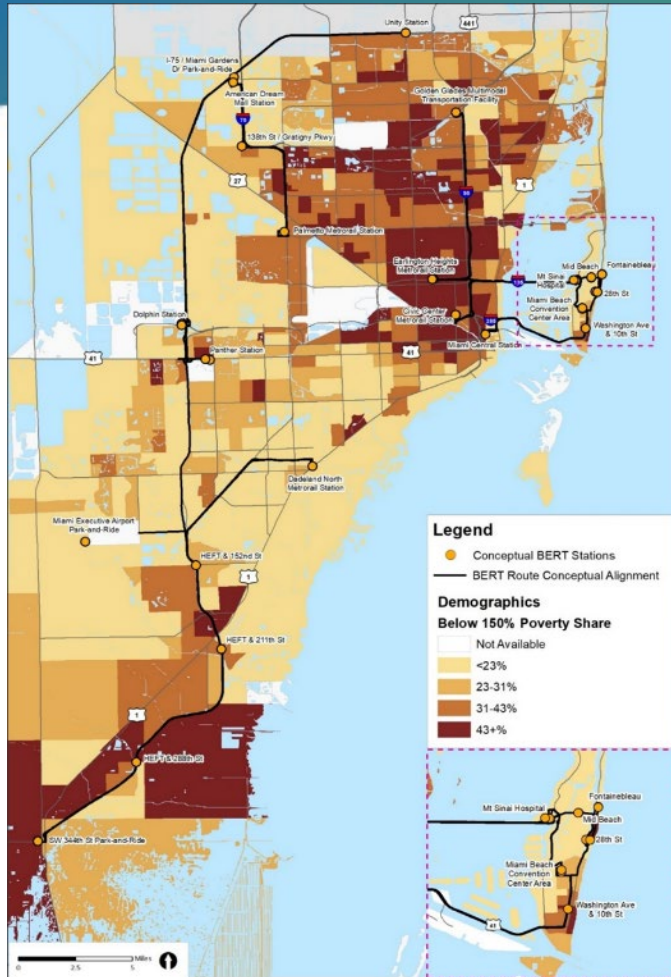 Unity Station
441
I-75 / Miami Gardens
Dr Park-and-Ride
American Dream
Mall Station
Golden Glades Multimodal
Transportation Facility
75
138th St / Gratigny Pkwy
27
1
95
Palmetto Metrorail Station
Earlington Heights
Metrorail Station
195
Mt Sinai
Hospital
Mid Beach
Fontainebleau
28th St
Miami Beach
Convention
Center Area
Washington Ave
& 10th St
Dolphin Station
Civic Center
Metrorail Station
Miami Central Station
41
Panther Station
41
Dadeland North
Metrorail Station
Miami Executive Airport
Park-and-Ride
HEFT & 152nd St
1
HEFT & 211th St
1
HEFT & 288th St
SW 344th St Park-and-Ride
Legend
Conceptual BERT Stations
BERT Route Conceptual Alignment
Demographics
Below 150% Poverty Share
Not Available
<23%
23-31%
31-43%
43+%
Fontainebleau
Mt Sinai Hospital
Mid Beach
28th St
Miami Beach
Convention
Center Area
Washington Ave
& 10th St
41
Miles
0 2.5 5